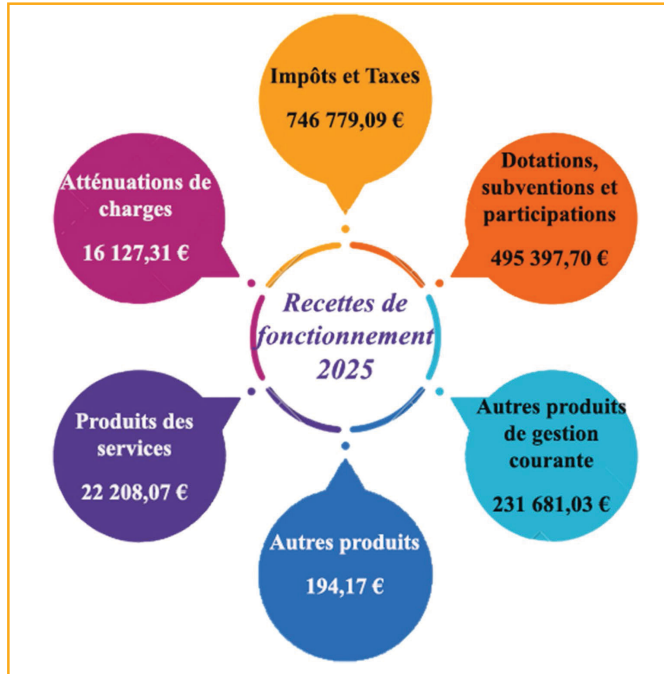 Impôts et Taxes
746 779,09 €
Dotations,
subventions et
participations
495 397,70 €
Autres produits
de gestion
courante
231 681,03 €
Autres produits
194,17 €
Produits des
services
22 208,07 €
Atténuations de
charges
16 127,31 €
Recettes de
fonctionnement
2025